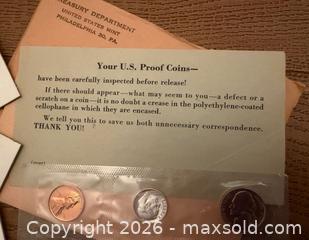 TREASURY DEPARTMENT
UNITED STATES MINT
PHILADELPHIA 30, PA.
Your U.S. Proof Coins—
have been carefully inspected before release!
If there should appear—what may seem to you—a defect or a
scratch on a coin—it is no doubt a crease in the polyethylene-coated
cellophane in which they are encased.
We tell you this to save us both unnecessary correspondence.
THANK YOU!
(over)
Copyright 2026 - maxsold.com